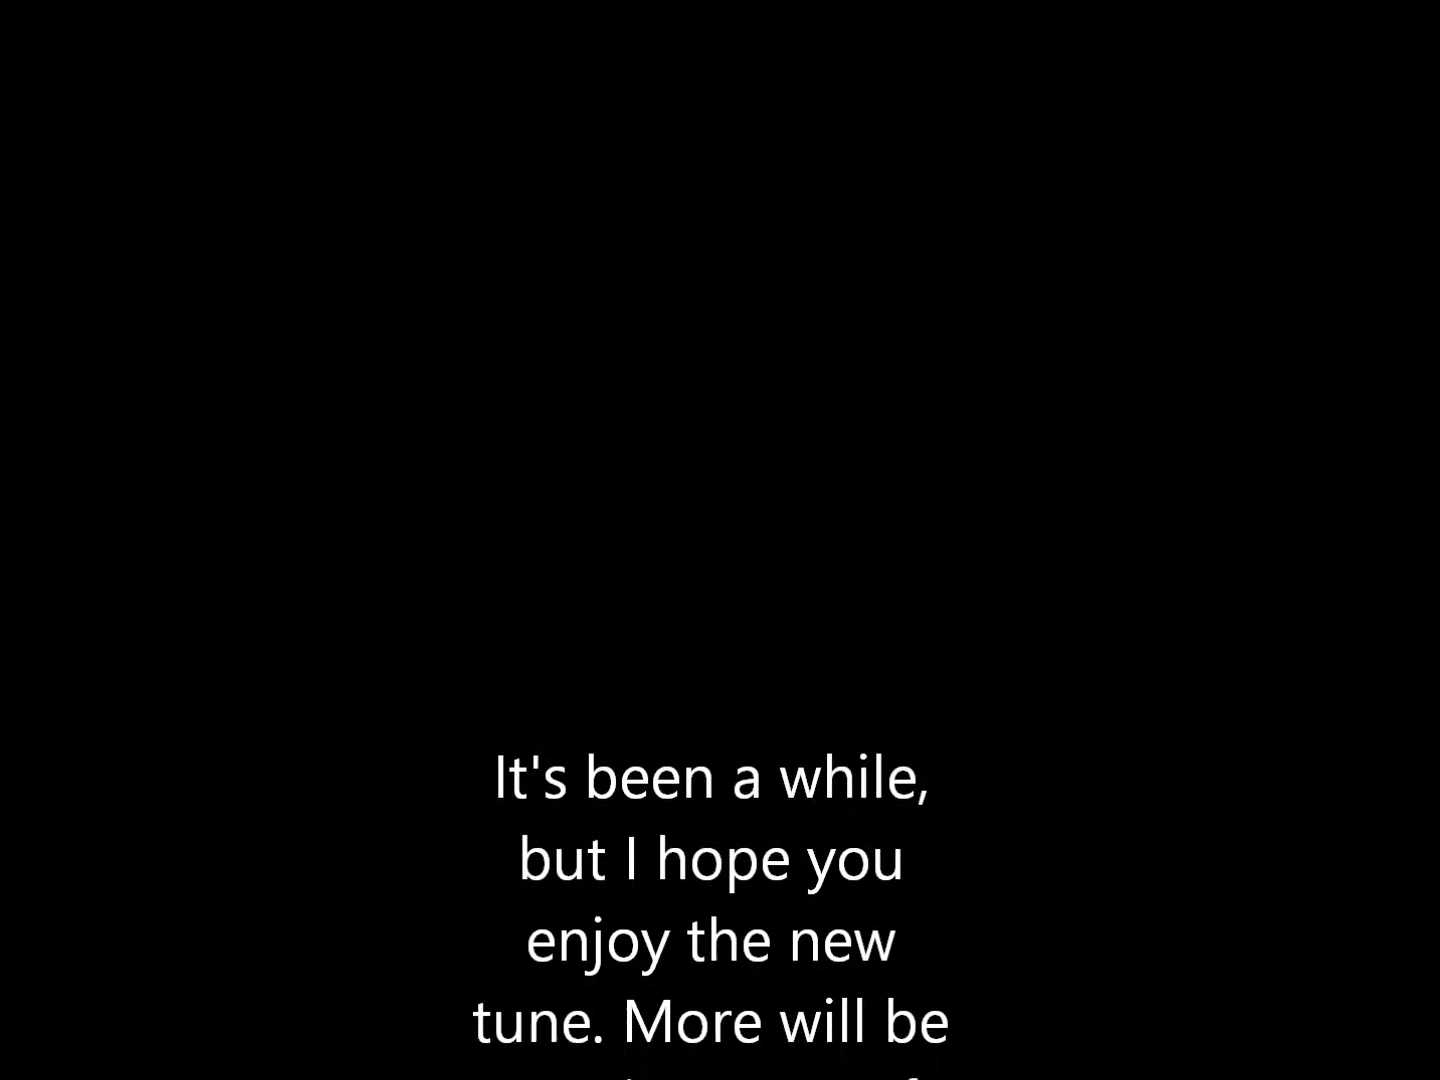 It's been a while,
but I hope you
enjoy the new
tune. More will be